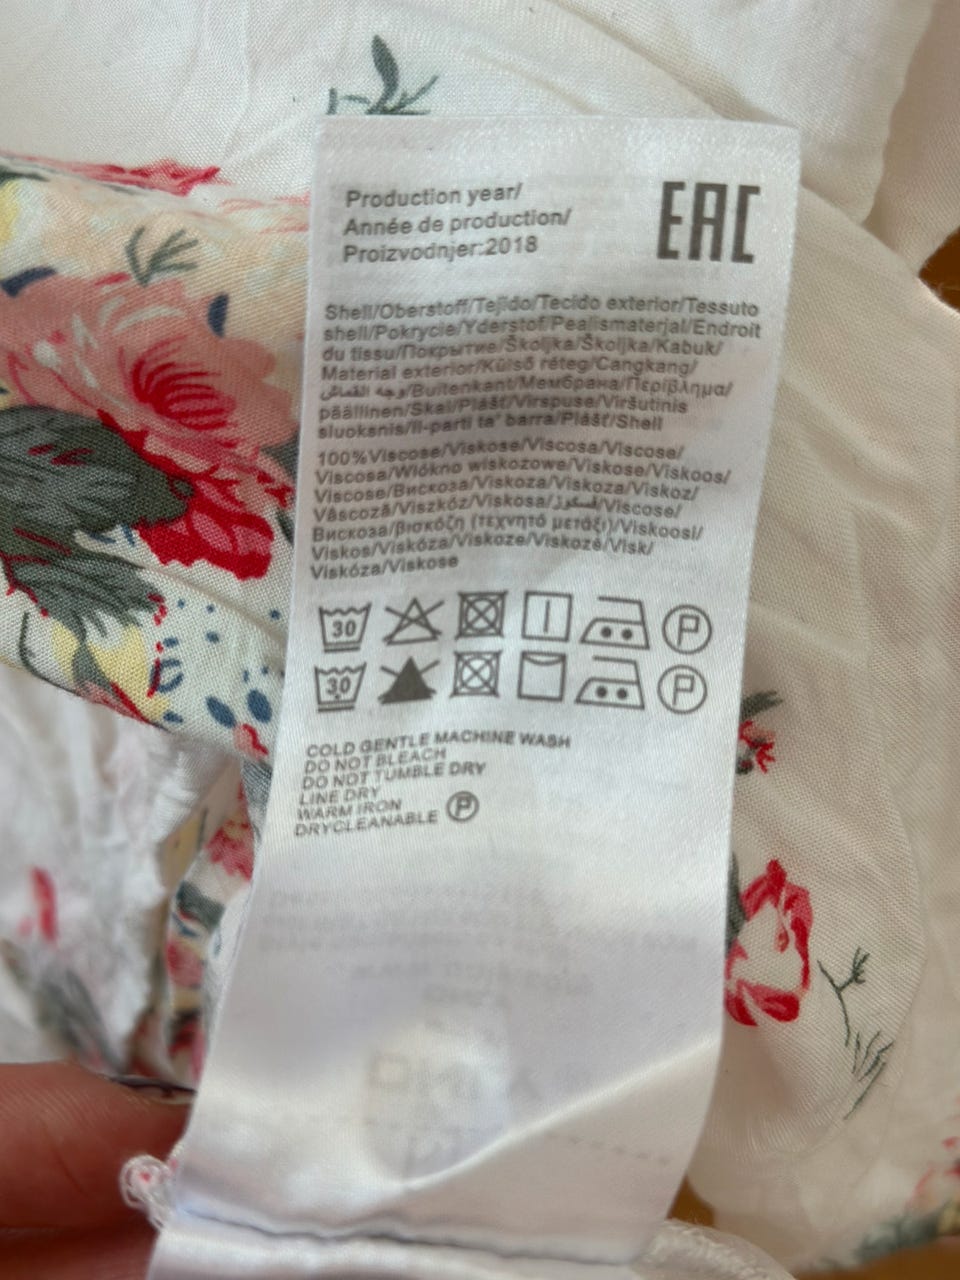 Production year/
Année de production/
Proizvodnjer:2018
EAC
Shell/Oberstoff/Tejido/Tecido exterior/Tessuto
shell/Pokrycie/Yderstof/Pealismaterjal/Endroit
du tissu/Покрытие/Školjka/Školjka/Kabuk/
Material exterior/Külső réteg/Cangkang/
وجه القماش/Buitenkant/Мембрана/Περίβλημα/
päällinen/Skal/Plášt/Virspuse/Viršutinis
sluoksnis/Il-parti ta' barra/Plášť/Shell
100%Viscose/Viskose/Viscosa/Viscose/
Viscosa/Włókno wiskozowe/Viskose/Viskoos/
Viscose/Вискоза/Viskoza/Viskoza/Viskoz/
Vâscoză/Viszkóz/Viskosa/فسكوز/Viscose/
Вискоза/βισκόζη (τεχνητό μετάξι)/Viskoosi/
Viskos/Viskóza/Viskoze/Viskozė/Visk/
Viskóza/Viskose
30 P
30 P
COLD GENTLE MACHINE WASH
DO NOT BLEACH
DO NOT TUMBLE DRY
LINE DRY
WARM IRON
DRYCLEANABLE P